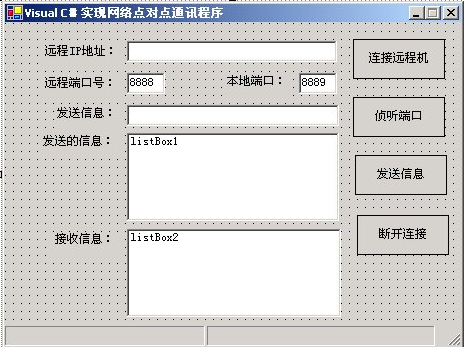 Visual C# 实现网络点对点通讯程序
远程IP地址：
连接远程机
远程端口号：
8888
本地端口：
8889
侦听端口
发送信息：
发送的信息：
listBox1
发送信息
接收信息：
listBox2
断开连接